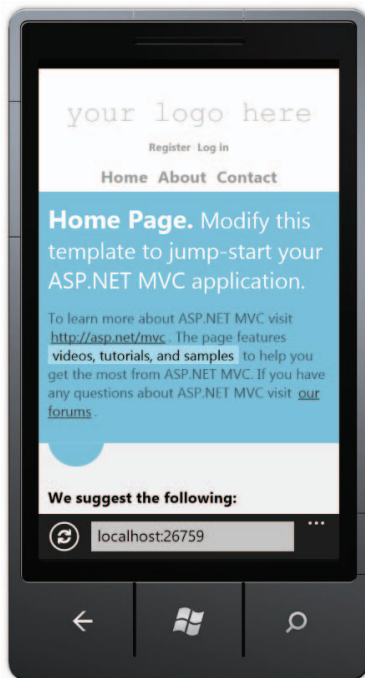 your logo here
Register Log in
Home About Contact
Home Page. Modify this
template to jump-start your
ASP.NET MVC application.
To learn more about ASP.NET MVC visit
http://asp.net/mvc . The page features
videos, tutorials, and samples to help you
get the most from ASP.NET MVC. If you have
any questions about ASP.NET MVC visit our
forums .
We suggest the following:
localhost:26759